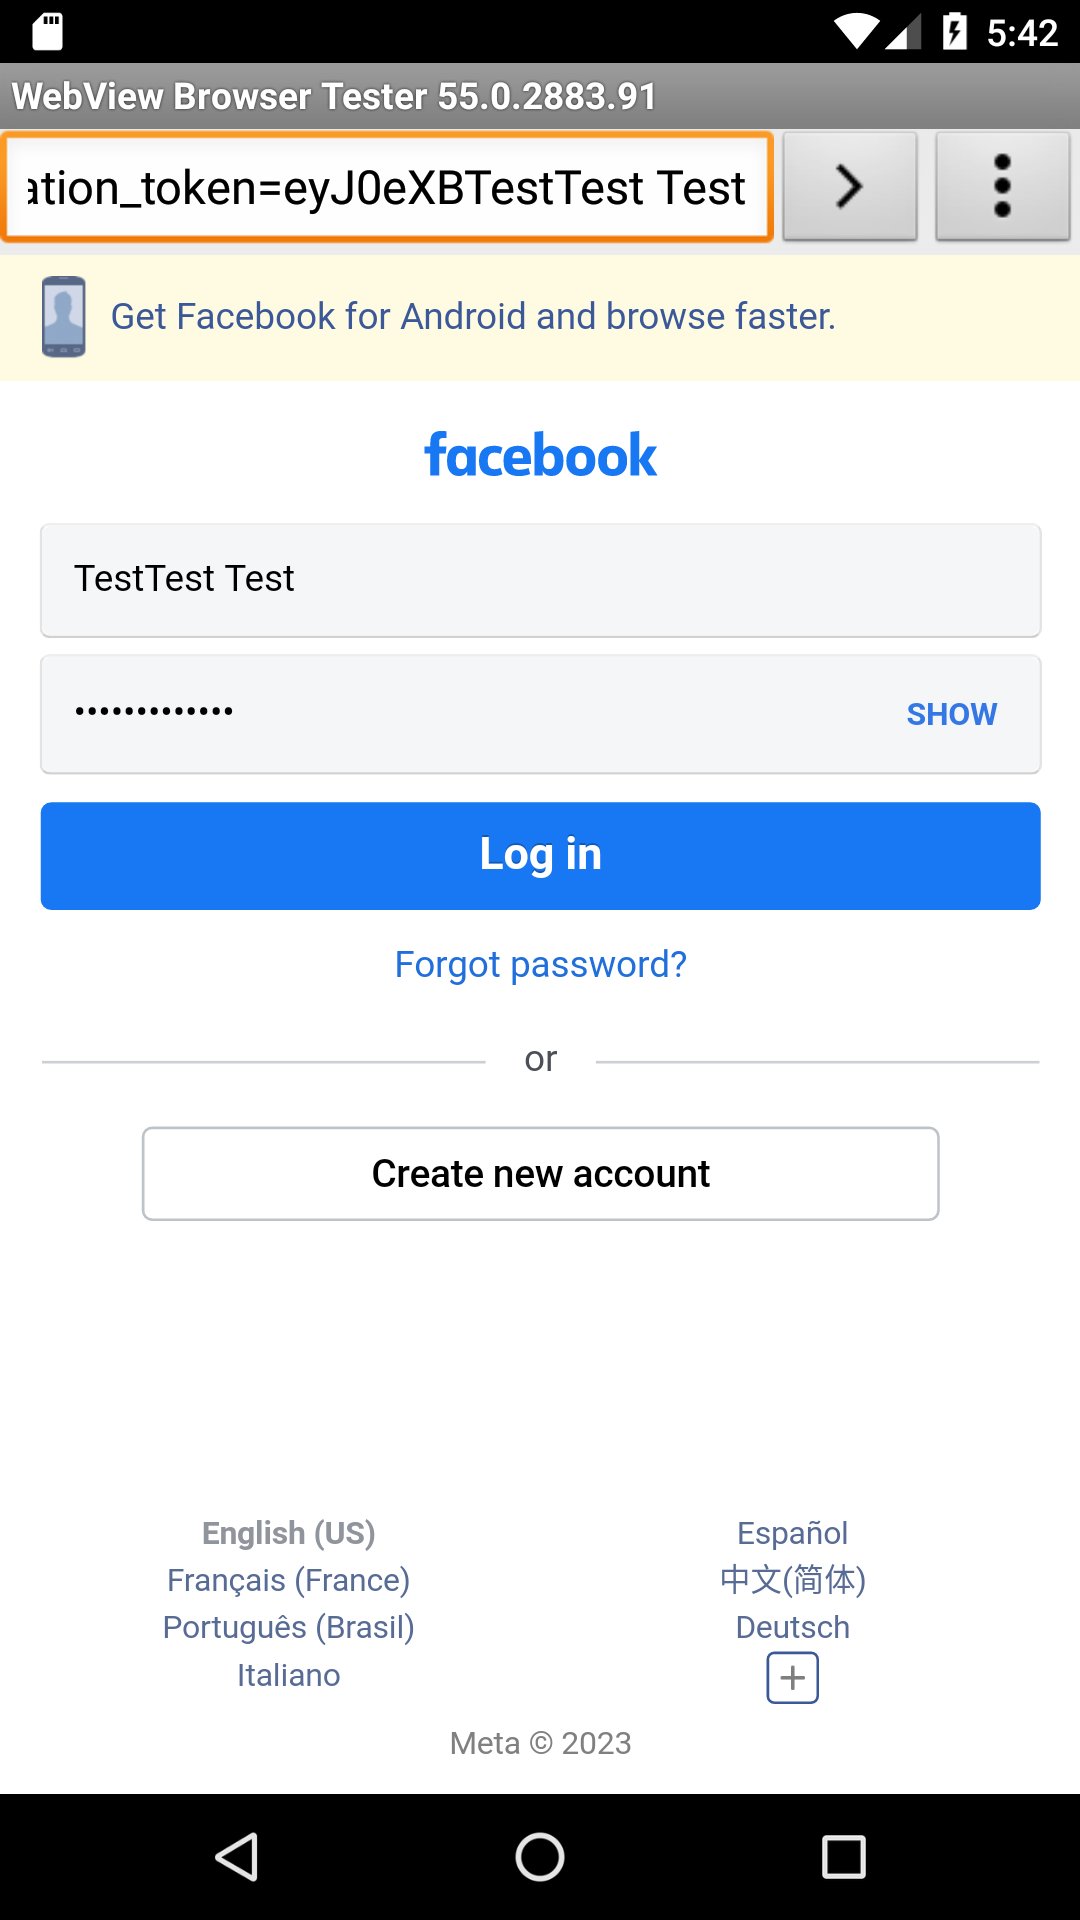 5:42
WebView Browser Tester 55.0.2883.91
ation_token=eyJ0eXBTestTest Test
Get Facebook for Android and browse faster.
facebook
TestTest Test
•••••••••••••
SHOW
Log in
Forgot password?
or
Create new account
English (US)
Español
Français (France)
中文(简体)
Português (Brasil)
Deutsch
Italiano
Meta © 2023